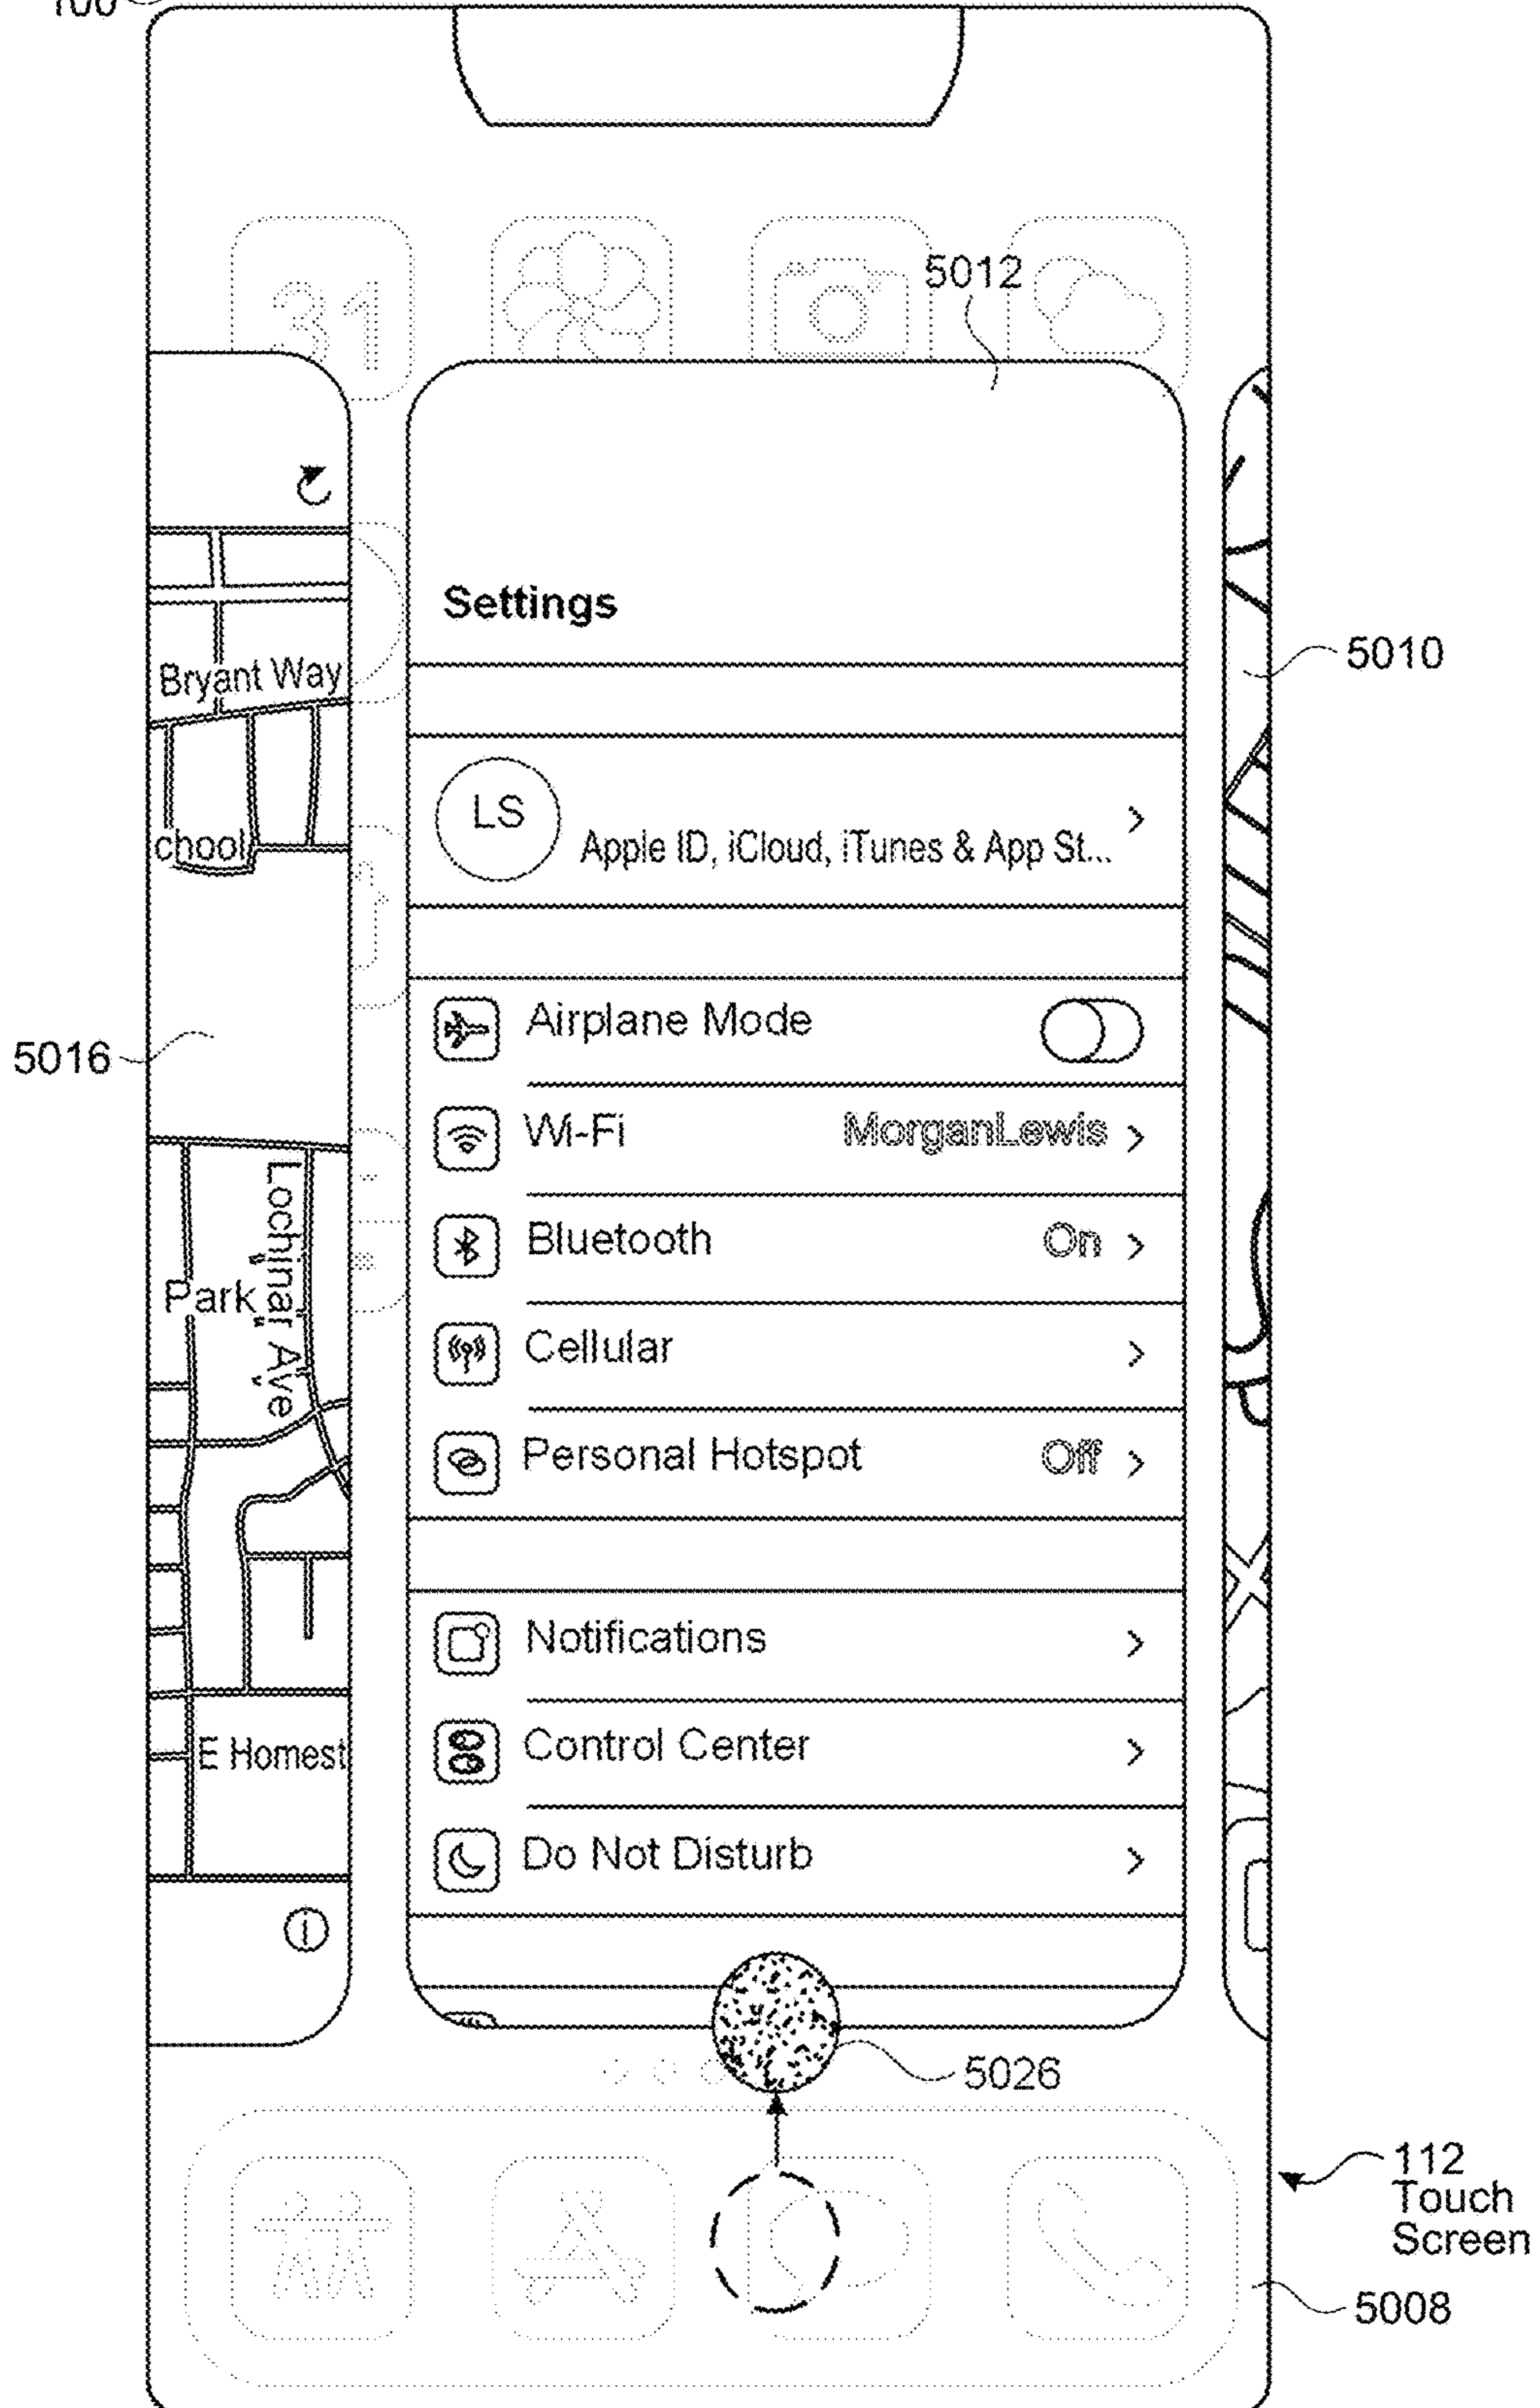 100
31
5012
Settings
5010
Bryant Way
LS
Apple ID, iCloud, iTunes & App St...
chool
Airplane Mode
5016
Wi-Fi MorganLewis
Bluetooth On
Park
Lochinar Ave
Cellular
Personal Hotspot Off
Notifications
Control Center
E Homest
Do Not Disturb
5026
112
Touch
Screen
5008